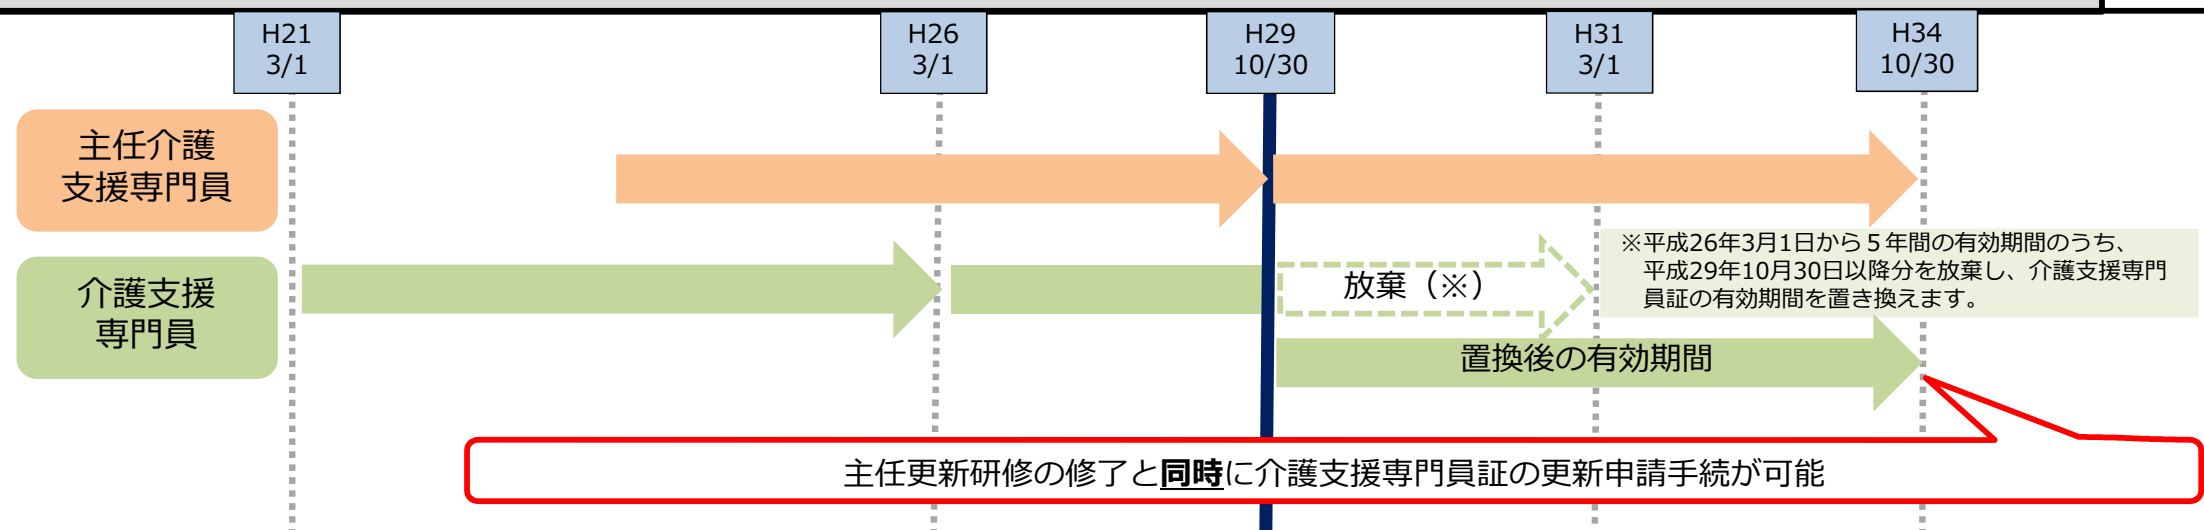 H21
3/1
H26
3/1
H29
10/30
H31
3/1
H34
10/30
主任介護
支援専門員
介護支援
専門員
放棄（※）
※平成26年3月1日から５年間の有効期間のうち、
平成29年10月30日以降分を放棄し、介護支援専門
員証の有効期間を置き換えます。
置換後の有効期間
主任更新研修の修了と同時に介護支援専門員証の更新申請手続が可能